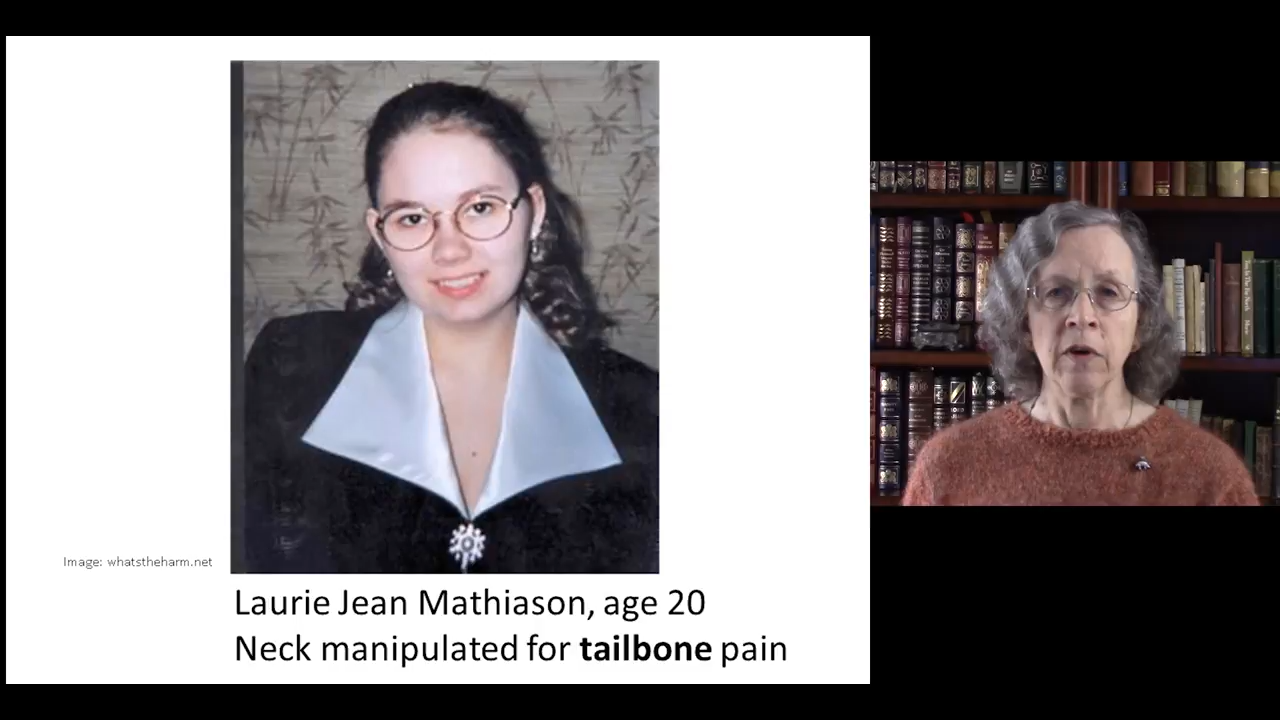 Image: whatstheharm.net
Laurie Jean Mathiason, age 20
Neck manipulated for tailbone pain